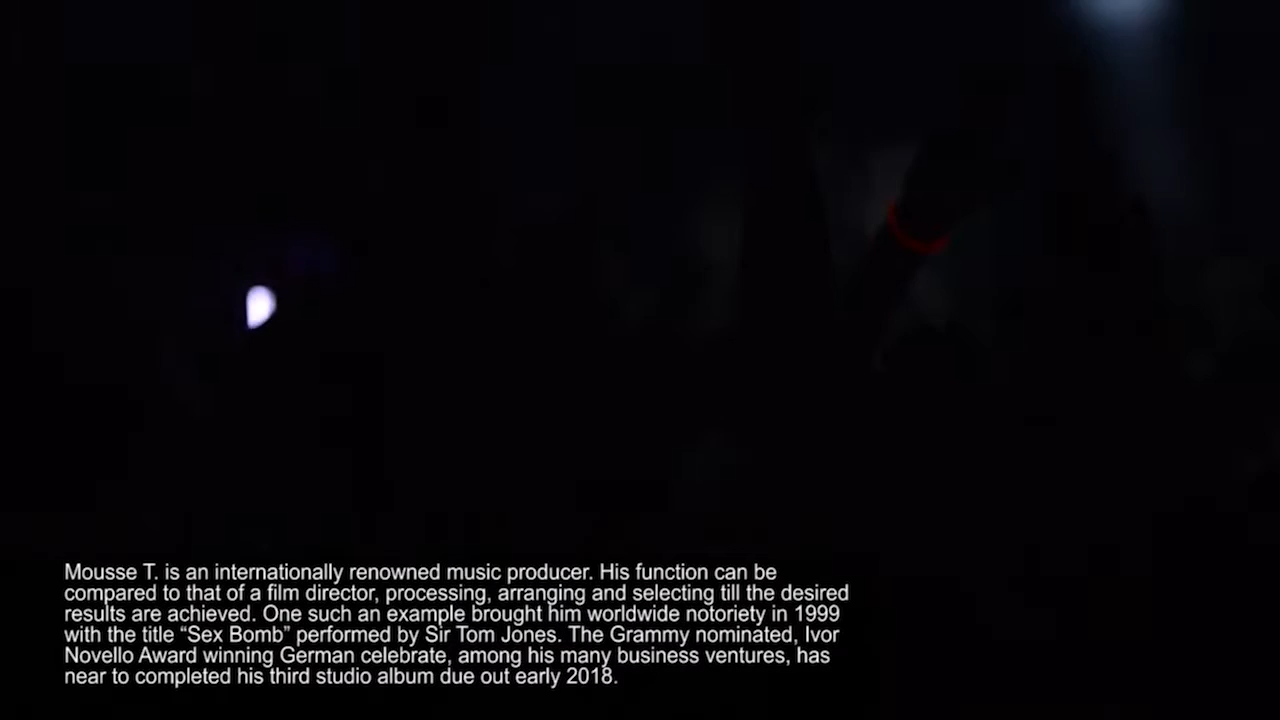 Mousse T. is an internationally renowned music producer. His function can be
compared to that of a film director, processing, arranging and selecting till the desired
results are achieved. One such an example brought him worldwide notoriety in 1999
with the title “Sex Bomb” performed by Sir Tom Jones. The Grammy nominated, Ivor
Novello Award winning German celebrate, among his many business ventures, has
near to completed his third studio album due out early 2018.